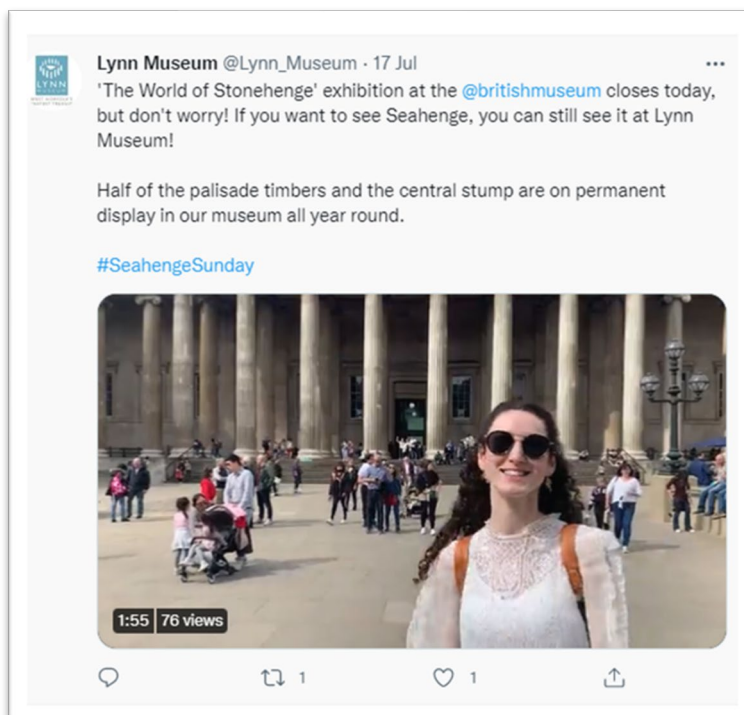 Lynn Museum @Lynn_Museum · 17 Jul
'The World of Stonehenge' exhibition at the @britishmuseum closes today,
but don't worry! If you want to see Seahenge, you can still see it at Lynn
Museum!
Half of the palisade timbers and the central stump are on permanent
display in our museum all year round.
#SeahengeSunday
LYNN
MUSEUM
1:55 76 views
1 1